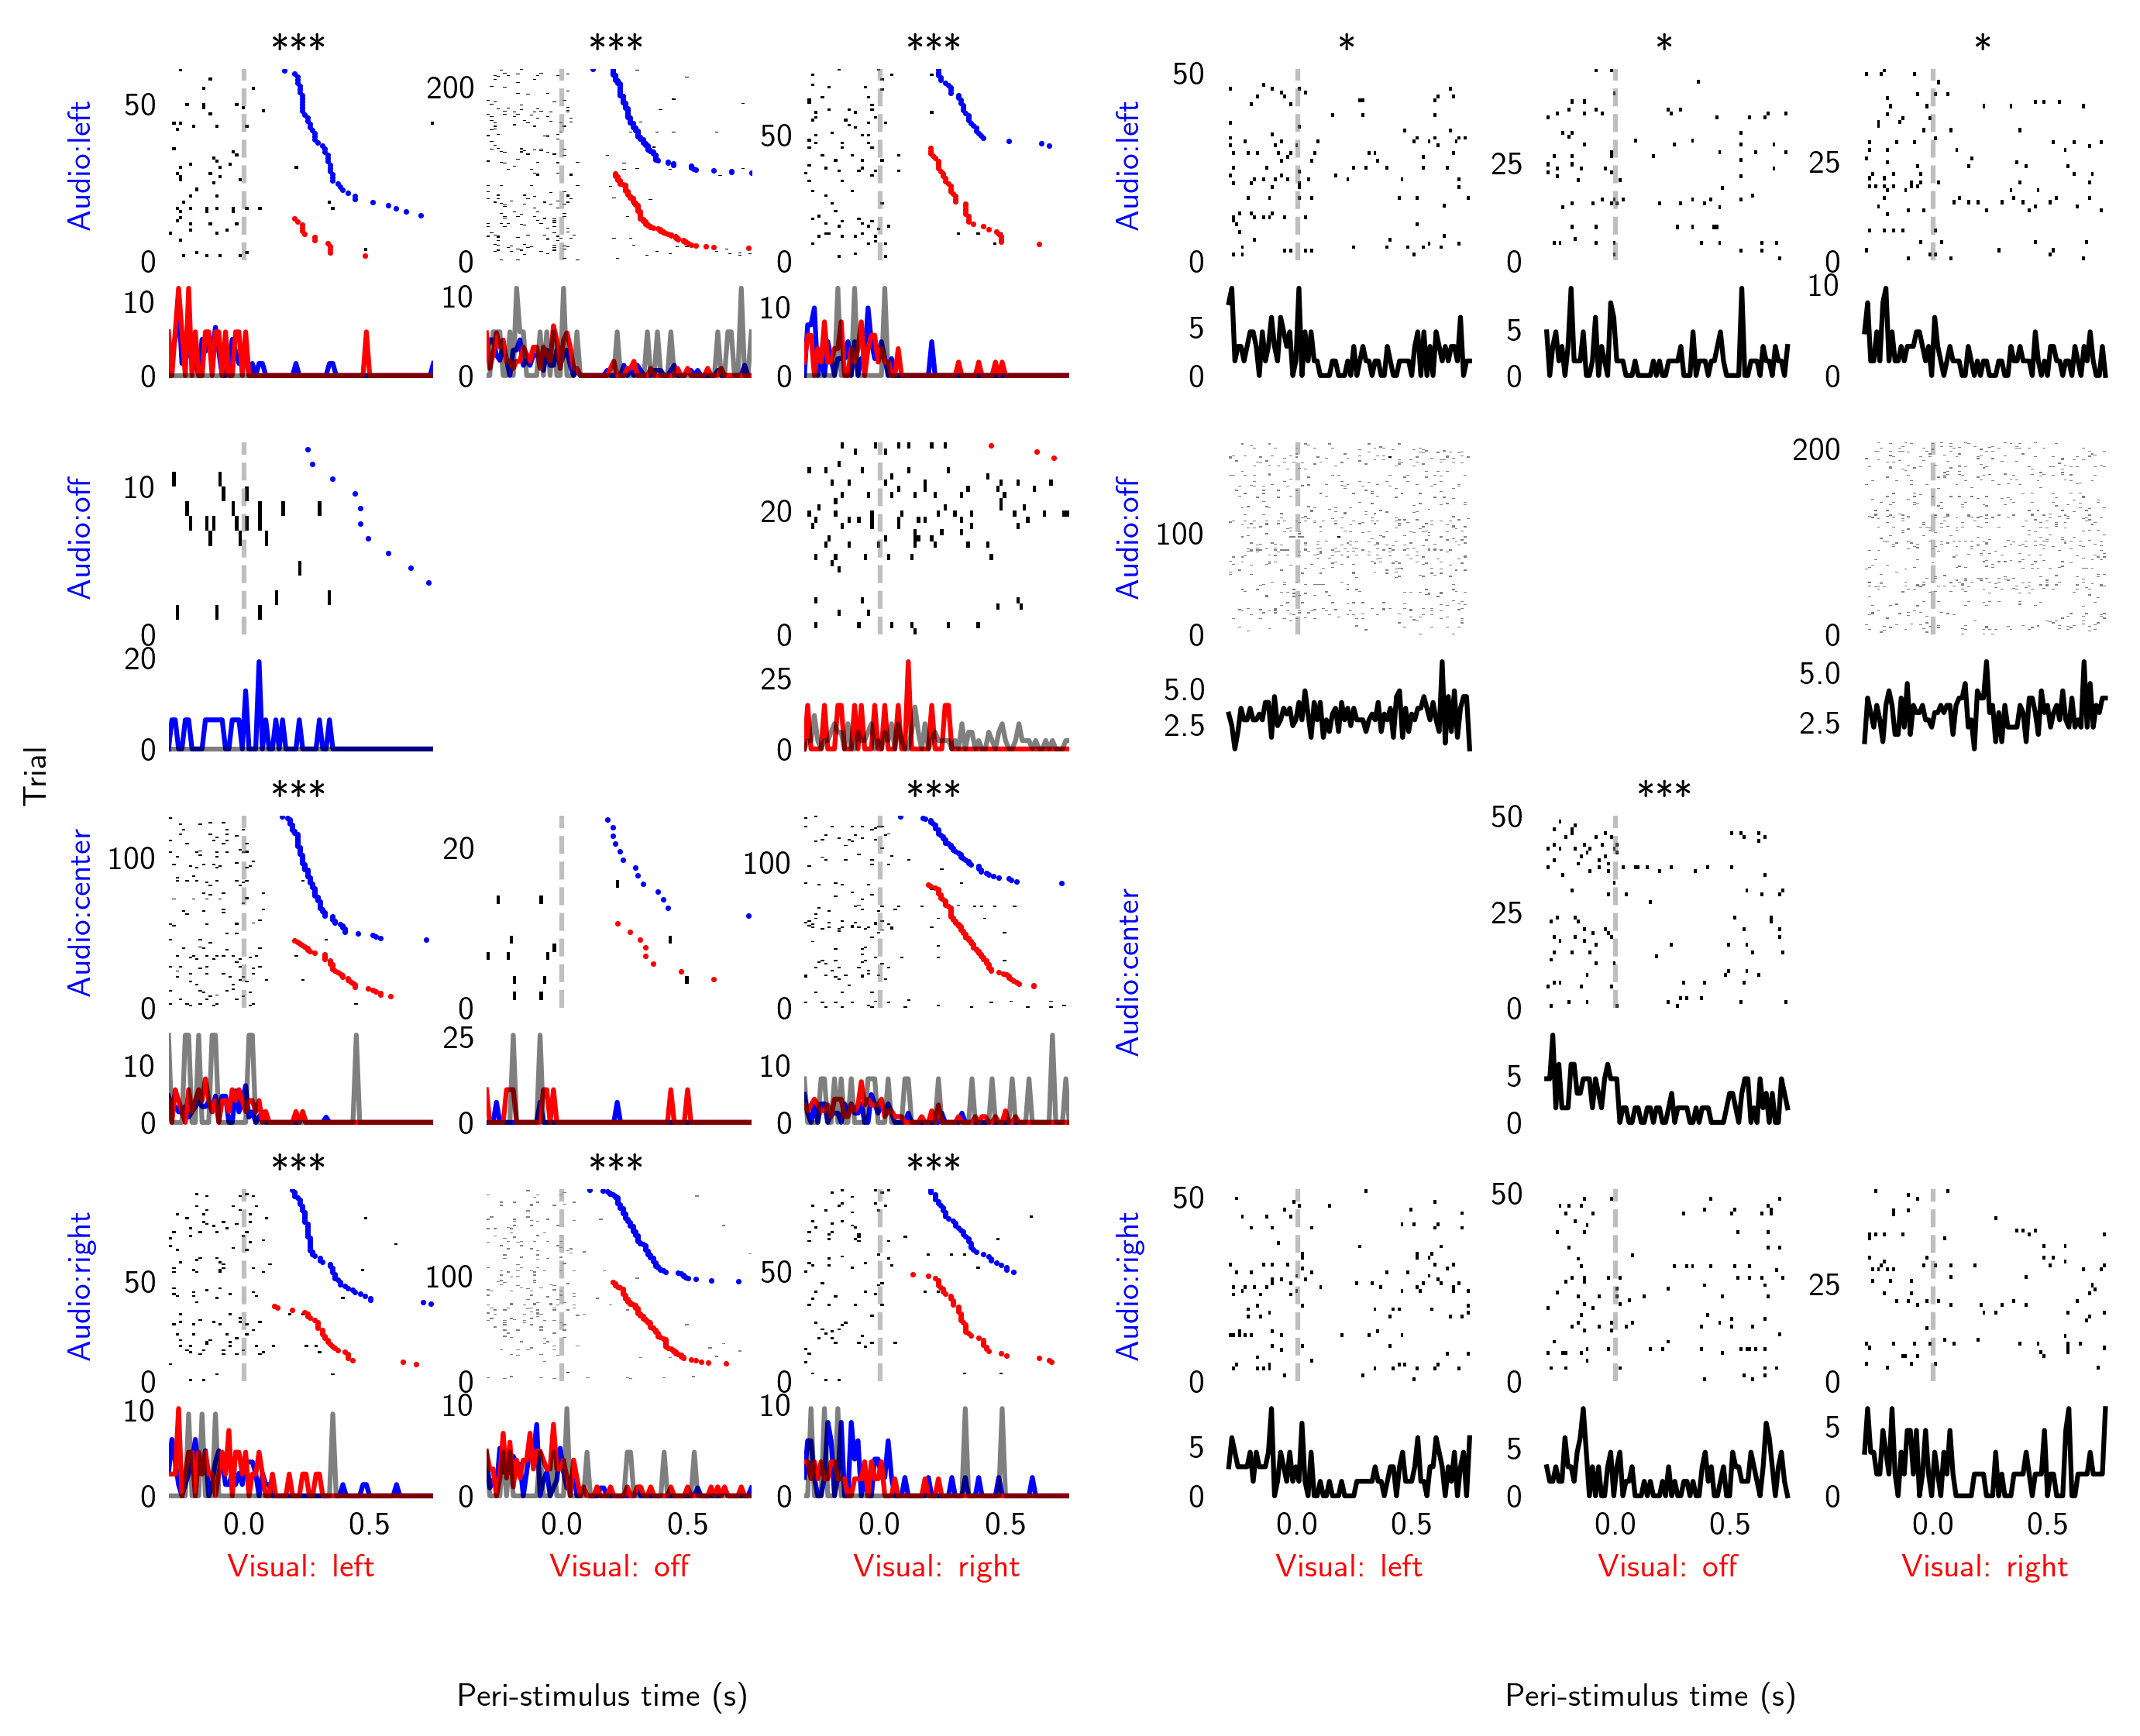 *** *** *** * * *
Audio:left 50 0 200 0 50 0 Audio:left 50 0 25 0 25 0
10 0 10 0 10 0 5 0 5 0 10 0
Audio:off 10 0 20 0 Audio:off 100 0 200 0
20 0 25 0 5.0 2.5 5.0 2.5
Trial
*** *** ***
Audio:center 100 0 20 0 100 0 Audio:center 50 25 0
10 0 25 0 10 0 5 0
*** *** ***
Audio:right 50 0 100 0 50 0 Audio:right 50 0 50 0 25 0
10 0 10 0 10 0 5 0 5 0 5 0
0.0 0.5 0.0 0.5 0.0 0.5 0.0 0.5 0.0 0.5 0.0 0.5
Visual: left Visual: off Visual: right Visual: left Visual: off Visual: right
Peri-stimulus time (s) Peri-stimulus time (s)